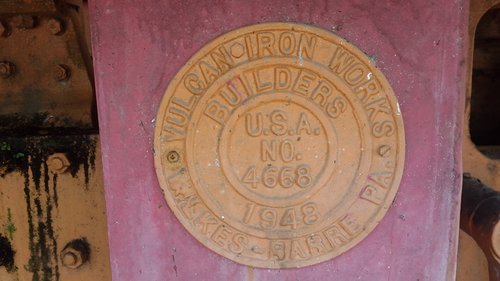 VULCAN IRON WORKS
BUILDERS
U.S.A.
NO.
4668
1948
WILKES-BARRE PA.